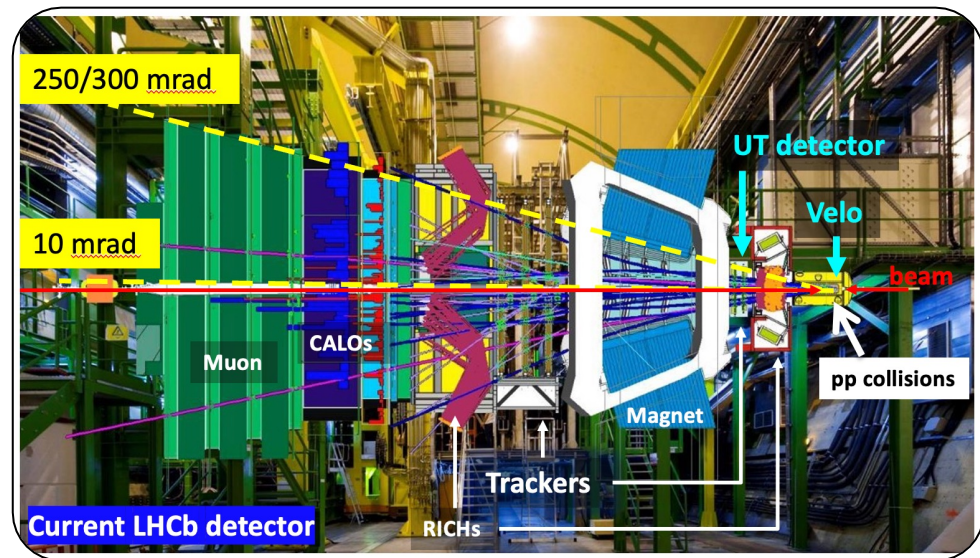 250/300 mrad
UT detector
Velo
10 mrad
beam
CALOs
Muon
pp collisions
Magnet
Trackers
Current LHCb detector
RICHs